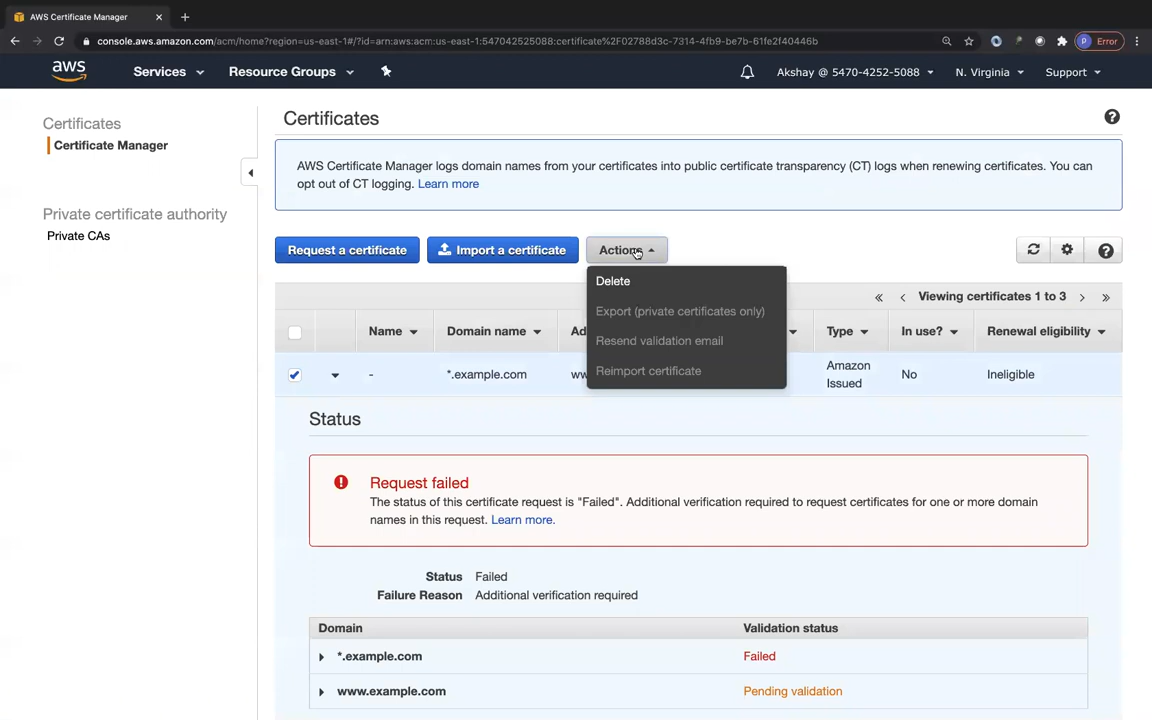 AWS Certificate Manager
console.aws.amazon.com/acm/home?region=us-east-1#/?id=arn:aws:acm:us-east-1:547042525088:certificate%2F02788d3c-7314-4fb9-be7b-61fe2f40446b
P Error
aws
Services
Resource Groups
Akshay @ 5470-4252-5088
N. Virginia
Support
Certificates
Certificate Manager
Private certificate authority
Private CAs
Certificates
AWS Certificate Manager logs domain names from your certificates into public certificate transparency (CT) logs when renewing certificates. You can
opt out of CT logging. Learn more
Request a certificate
Import a certificate
Actions
Delete
Export (private certificates only)
Resend validation email
Reimport certificate
« ‹ Viewing certificates 1 to 3 › »
Name
Domain name
Ad
Type
In use?
Renewal eligibility
-
*.example.com
ww
Amazon
Issued
No
Ineligible
Status
Request failed
The status of this certificate request is "Failed". Additional verification required to request certificates for one or more domain
names in this request. Learn more.
Status Failed
Failure Reason Additional verification required
Domain
Validation status
*.example.com
Failed
www.example.com
Pending validation